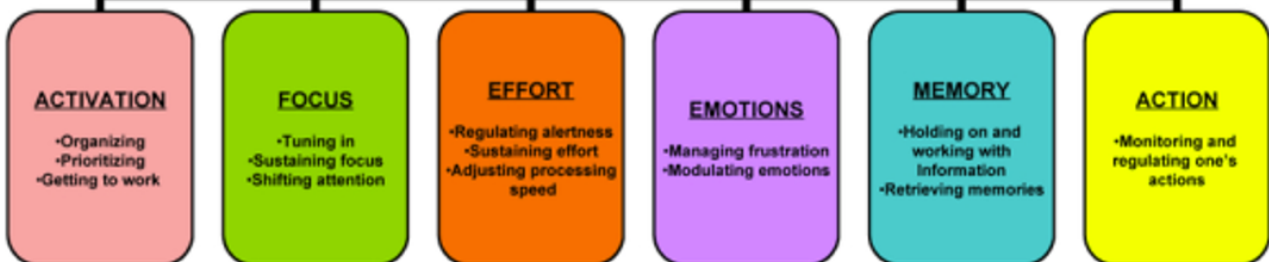 ACTIVATION
•Organizing
•Prioritizing
•Getting to work
FOCUS
•Tuning in
•Sustaining focus
•Shifting attention
EFFORT
•Regulating alertness
•Sustaining effort
•Adjusting processing
speed
EMOTIONS
•Managing frustration
•Modulating emotions
MEMORY
•Holding on and
working with
Information
•Retrieving memories
ACTION
•Monitoring and
regulating one's
actions